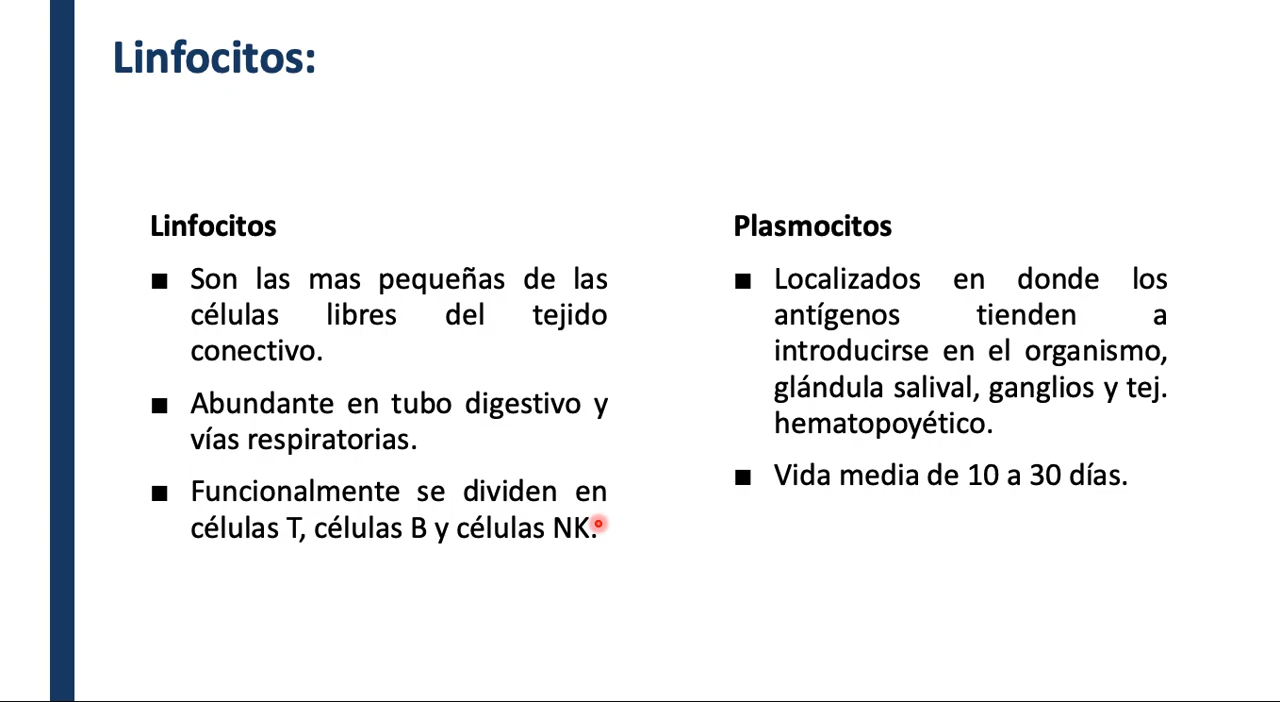 Linfocitos:
Linfocitos
■ Son las mas pequeñas de las
células libres del tejido
conectivo.
■ Abundante en tubo digestivo y
vías respiratorias.
■ Funcionalmente se dividen en
células T, células B y células NK.
Plasmocitos
■ Localizados en donde los
antígenos tienden a
introducirse en el organismo,
glándula salival, ganglios y tej.
hematopoyético.
■ Vida media de 10 a 30 días.